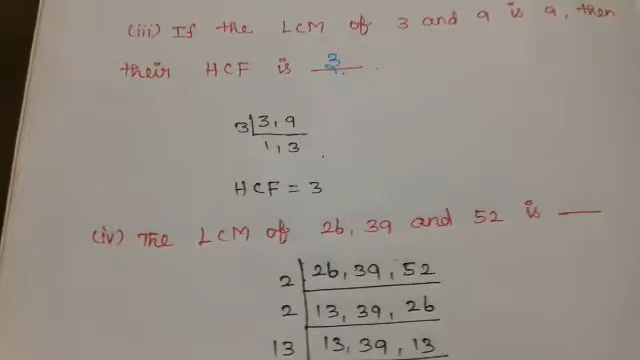 (iii) If the LCM of 3 and 9 is 9, then
their HCF is 3.
3 | 3, 9
1, 3.
HCF = 3
(iv) The LCM of 26, 39 and 52 is ___
2 | 26, 39, 52
2 | 13, 39, 26
13 | 13, 39, 13